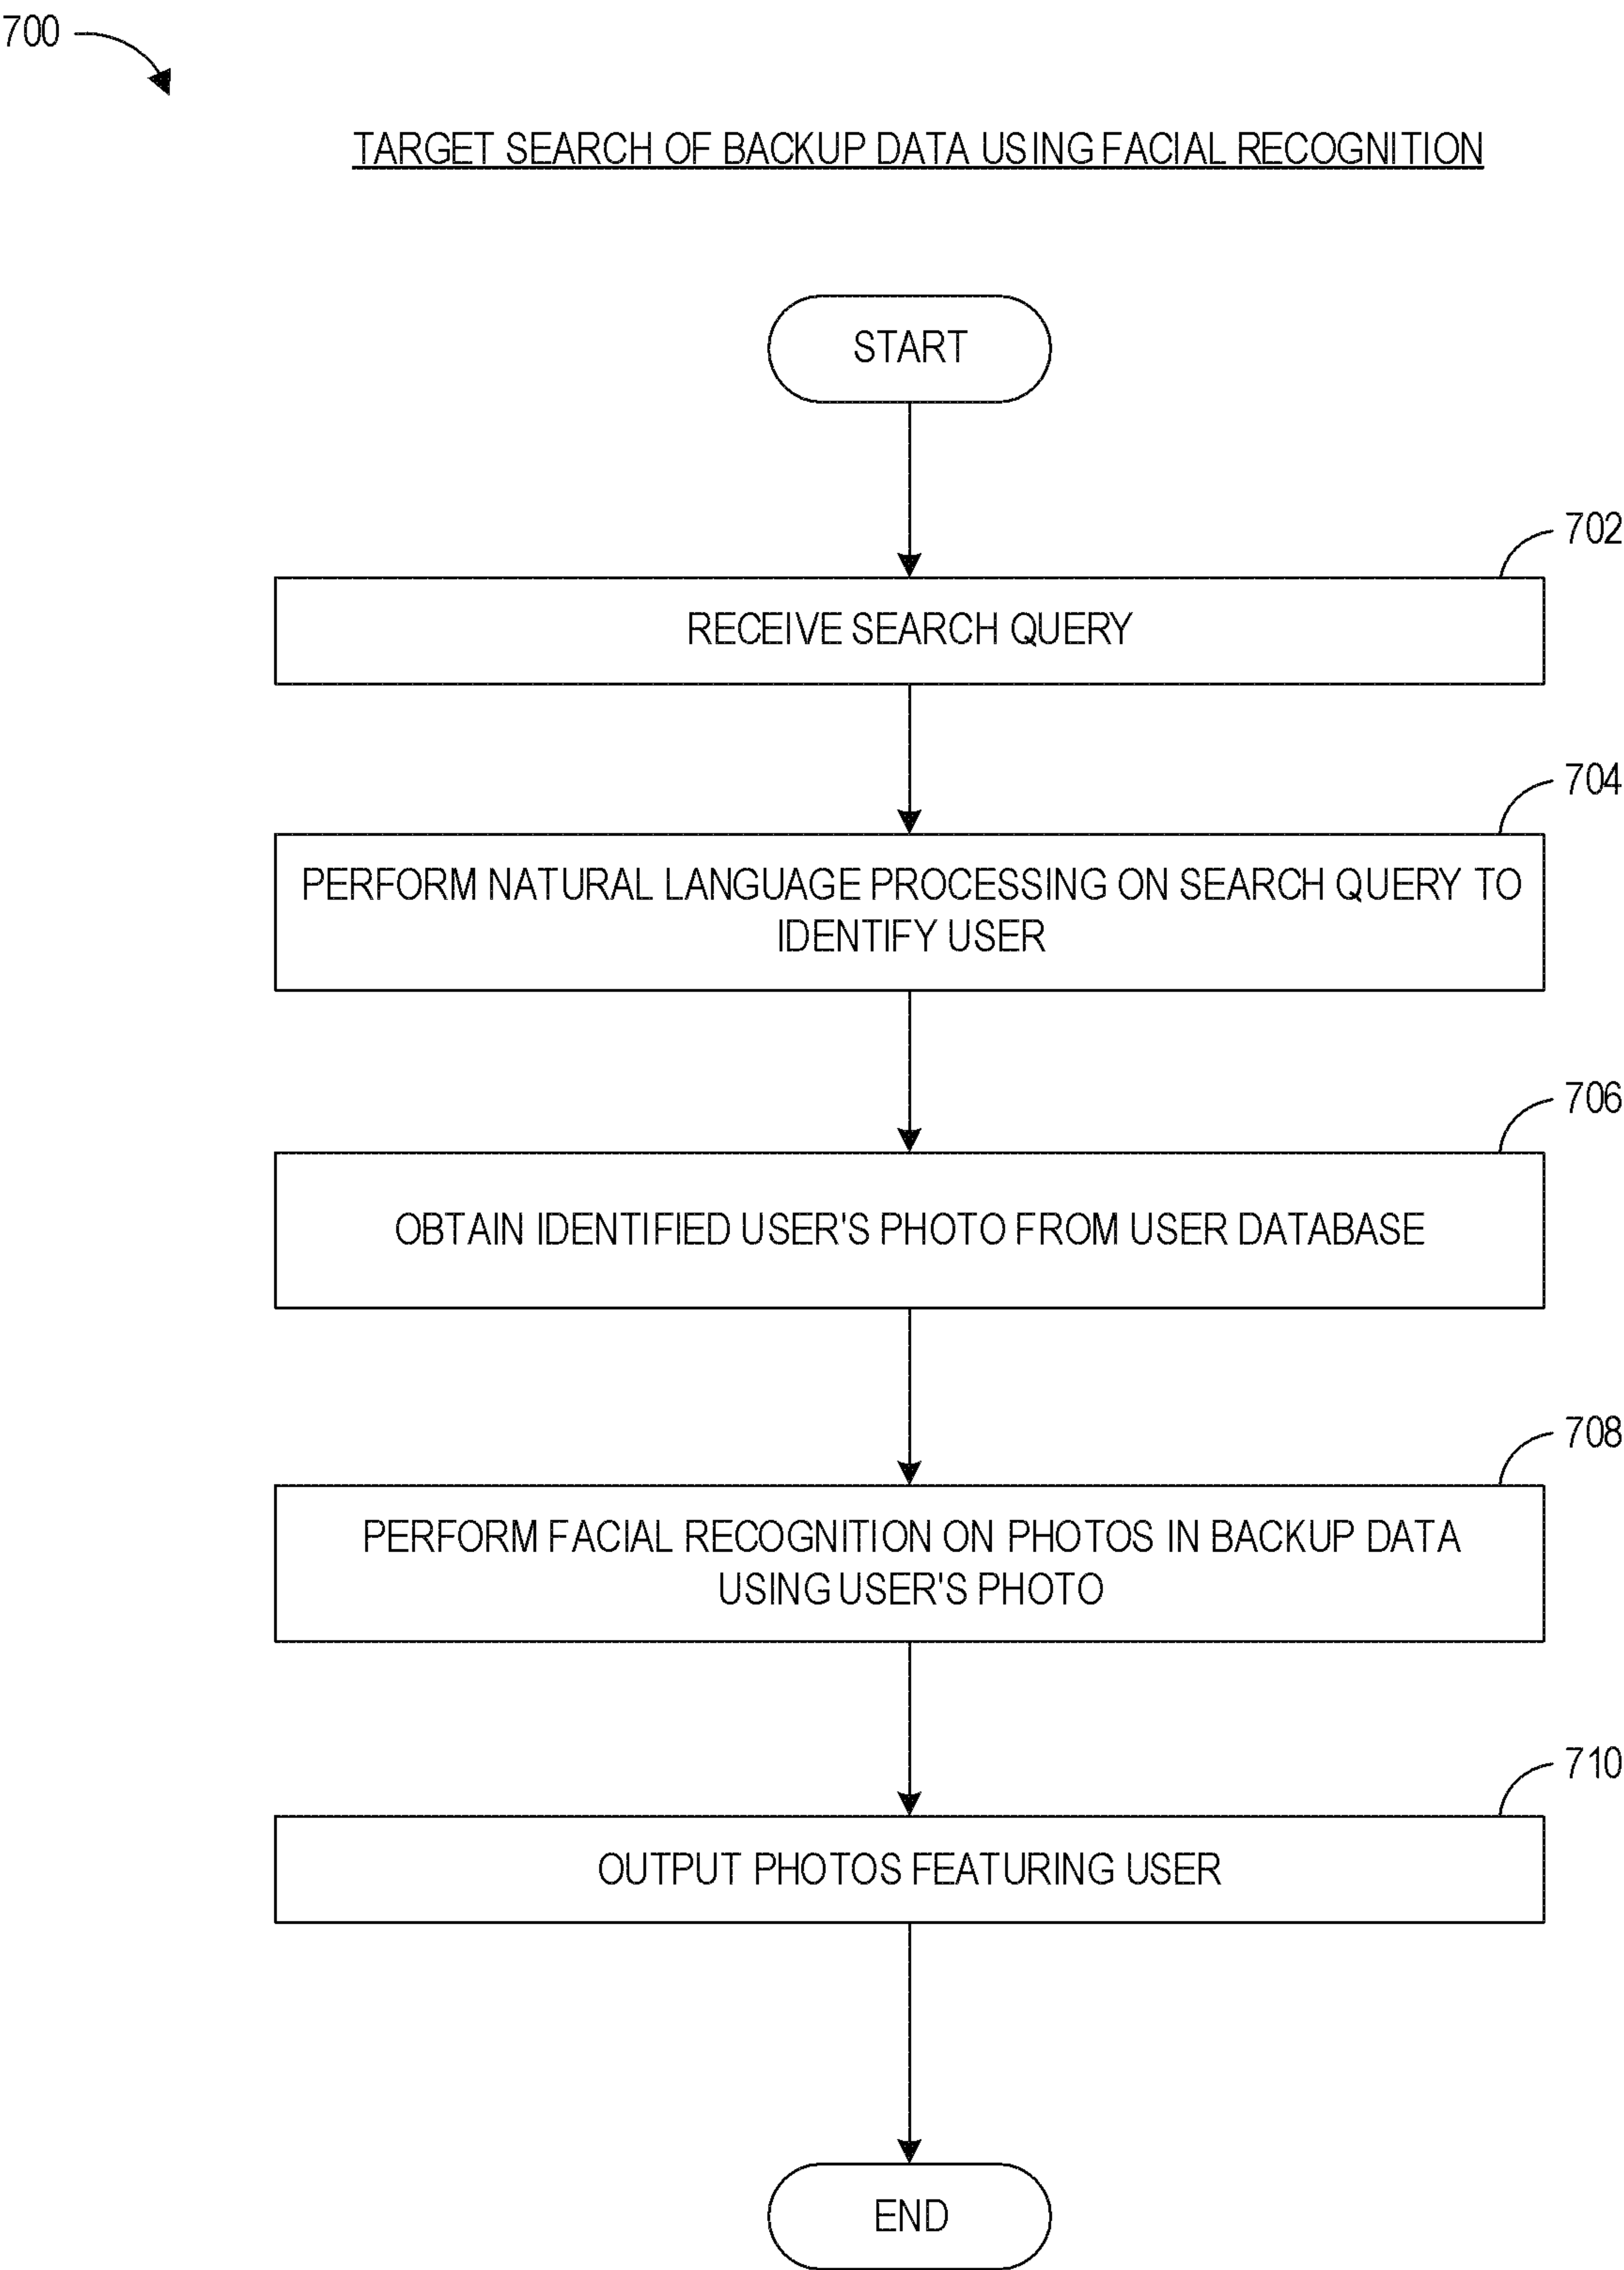 700
TARGET SEARCH OF BACKUP DATA USING FACIAL RECOGNITION
START
702
RECEIVE SEARCH QUERY
704
PERFORM NATURAL LANGUAGE PROCESSING ON SEARCH QUERY TO
IDENTIFY USER
706
OBTAIN IDENTIFIED USER'S PHOTO FROM USER DATABASE
708
PERFORM FACIAL RECOGNITION ON PHOTOS IN BACKUP DATA
USING USER'S PHOTO
710
OUTPUT PHOTOS FEATURING USER
END